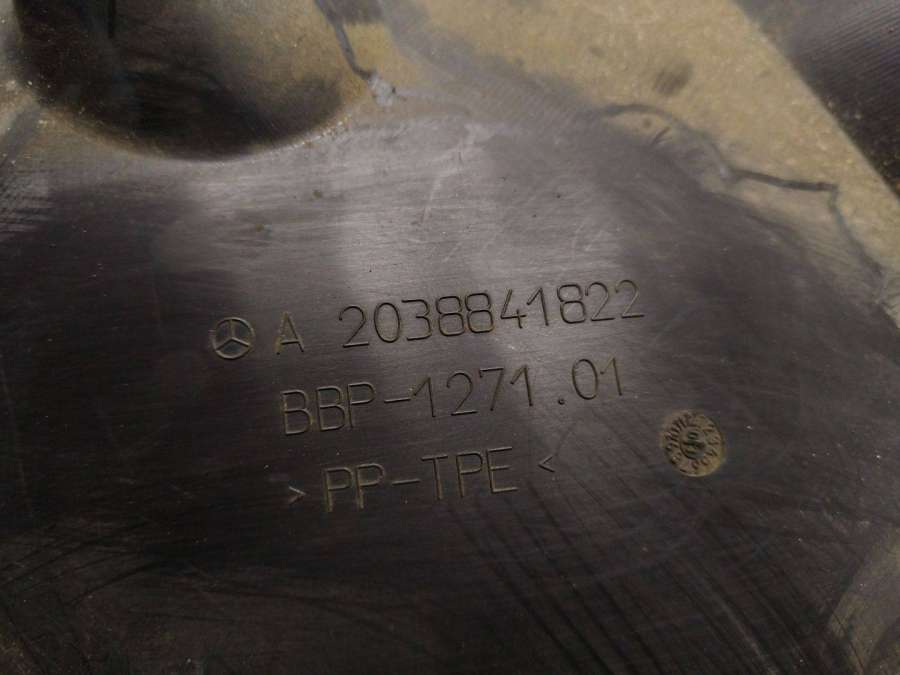 A 2038841822
BBP-1271.01
> PP-TPE <